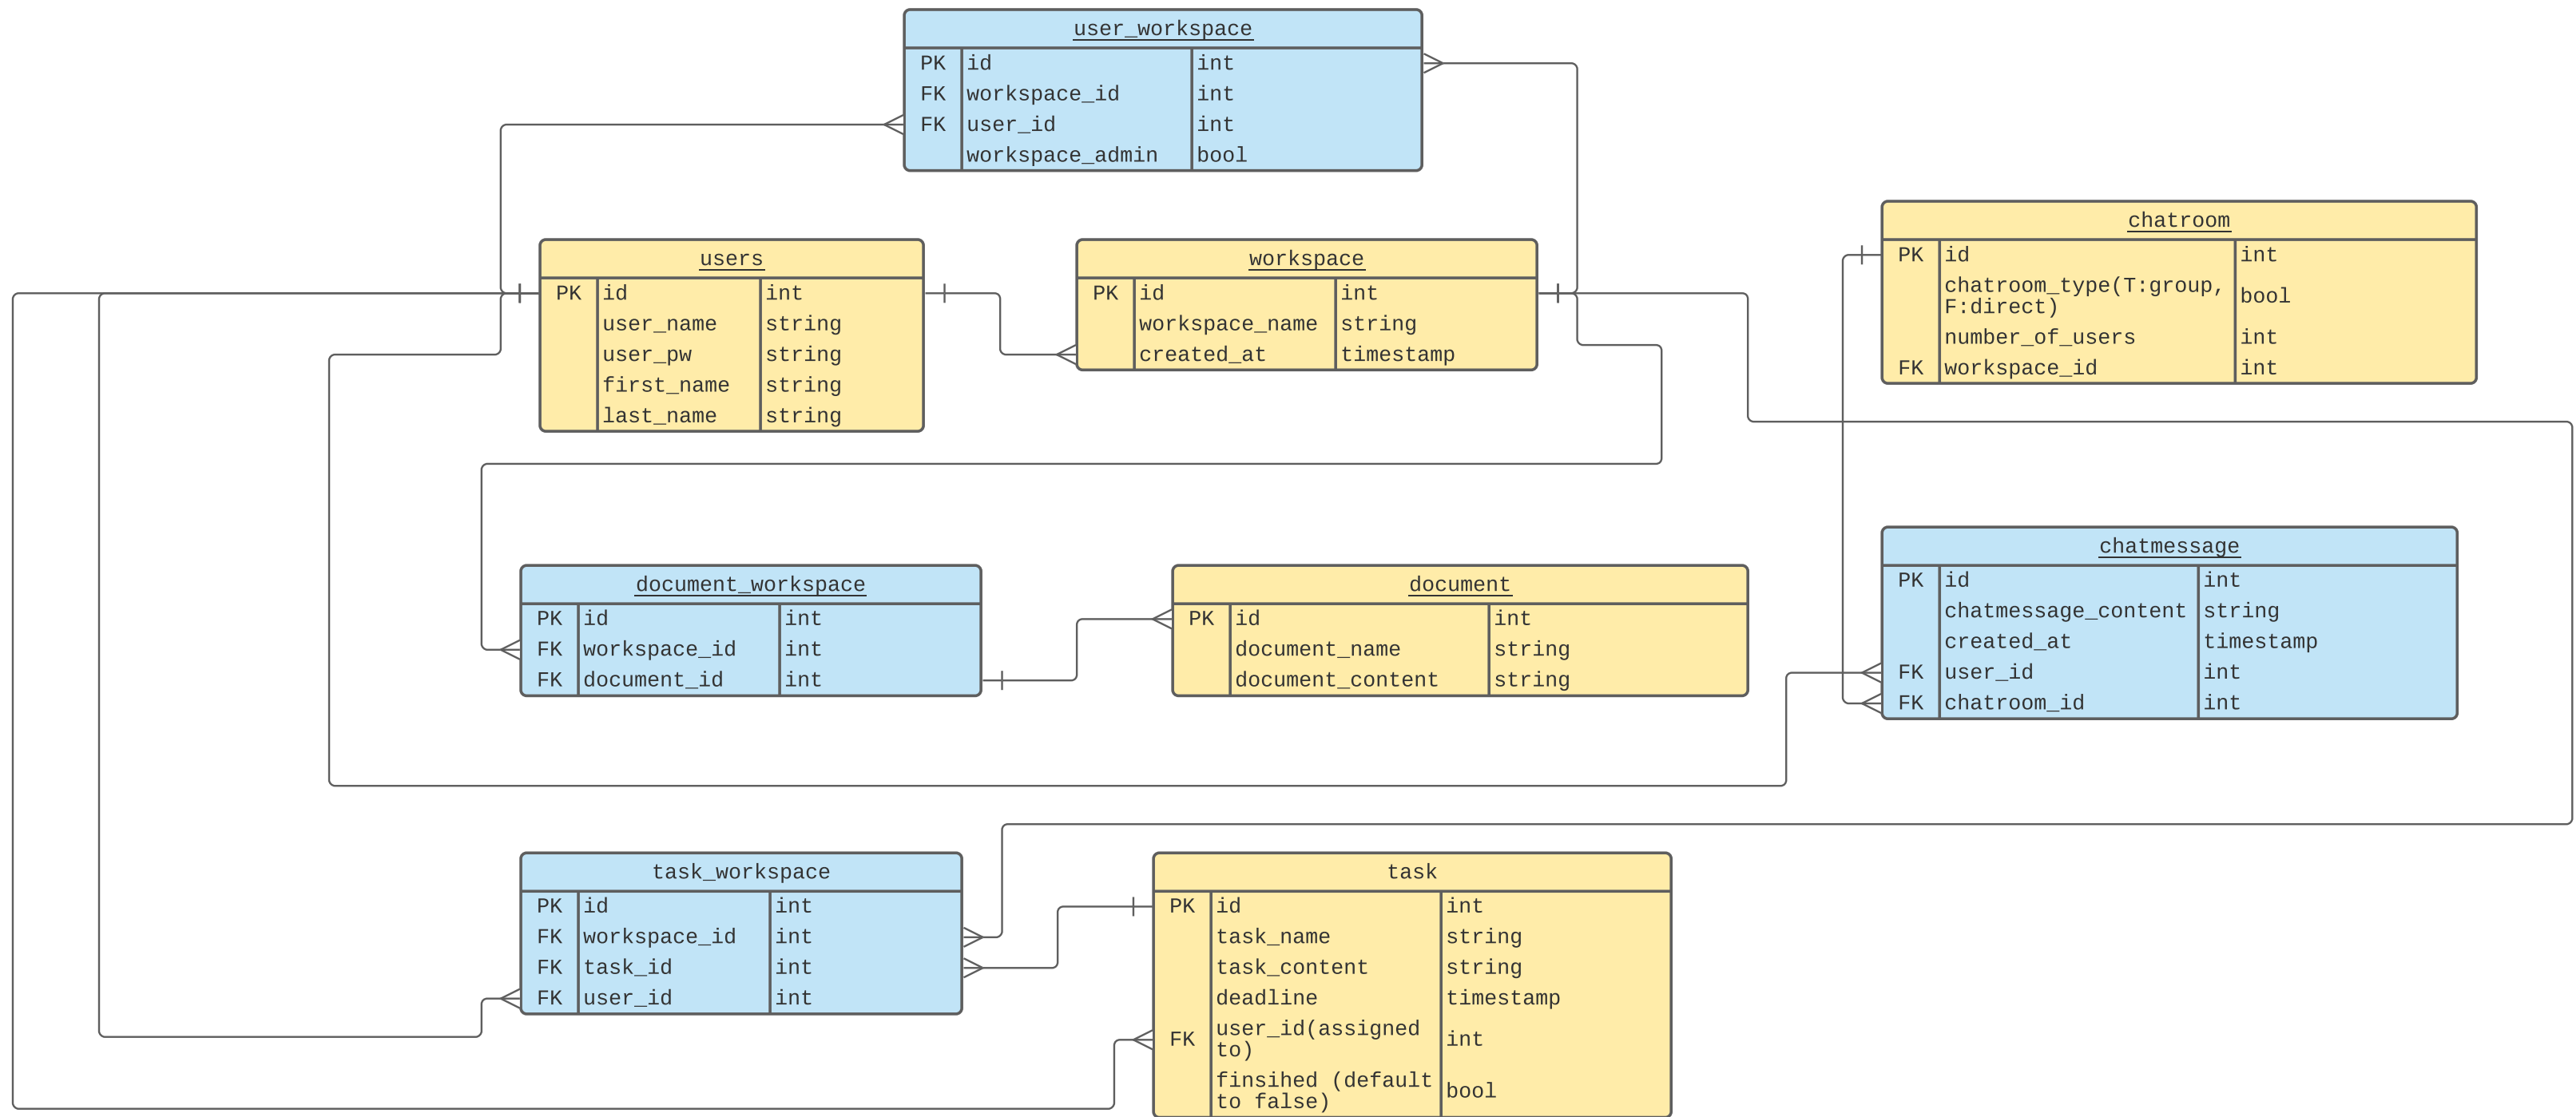 user_workspace
PK id int
FK workspace_id int
FK user_id int
workspace_admin bool
users
PK id int
user_name string
user_pw string
first_name string
last_name string
workspace
PK id int
workspace_name string
created_at timestamp
chatroom
PK id int
chatroom_type(T:group,
F:direct) bool
number_of_users int
FK workspace_id int
document_workspace
PK id int
FK workspace_id int
FK document_id int
document
PK id int
document_name string
document_content string
chatmessage
PK id int
chatmessage_content string
created_at timestamp
FK user_id int
FK chatroom_id int
task_workspace
PK id int
FK workspace_id int
FK task_id int
FK user_id int
task
PK id int
task_name string
task_content string
deadline timestamp
FK user_id(assigned
to) int
finsihed (default
to false) bool